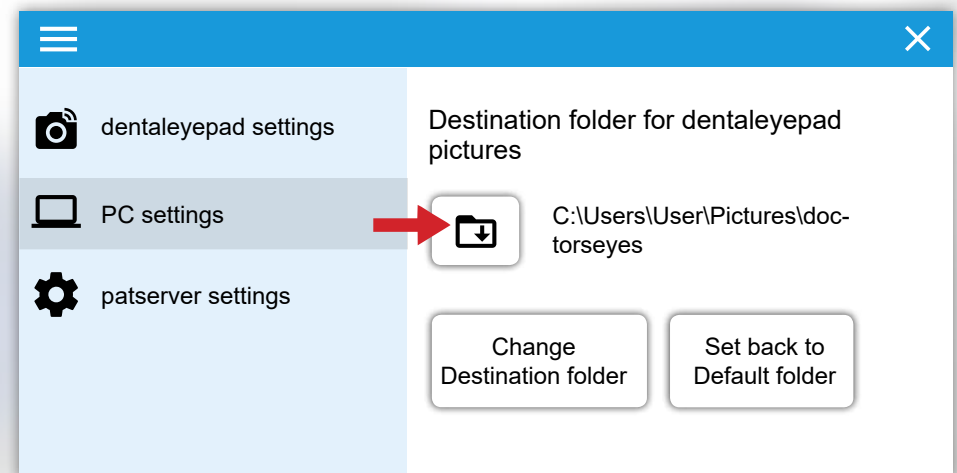 dentaleyepad settings
PC settings
patserver settings
Destination folder for dentaleyepad
pictures
C:\Users\User\Pictures\doc-
torseyes
Change
Destination folder
Set back to
Default folder